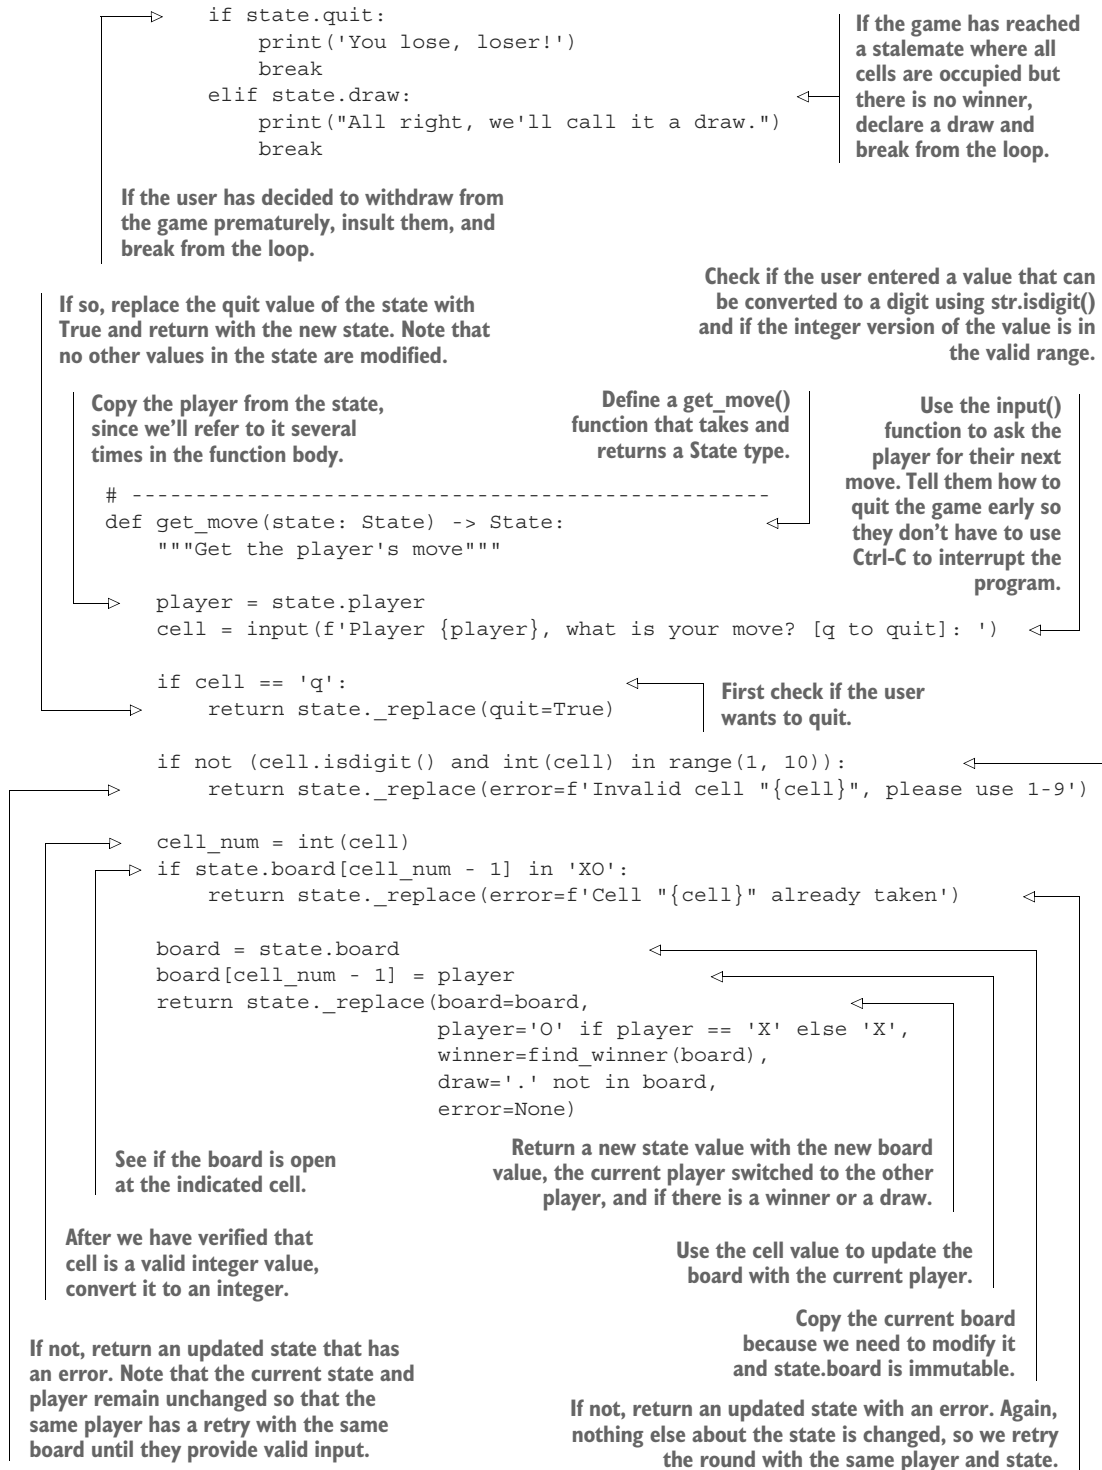 if state.quit:
print('You lose, loser!')
break
elif state.draw:
print("All right, we'll call it a draw.")
break
If the game has reached
a stalemate where all
cells are occupied but
there is no winner,
declare a draw and
break from the loop.
If the user has decided to withdraw from
the game prematurely, insult them, and
break from the loop.
Check if the user entered a value that can
be converted to a digit using str.isdigit()
and if the integer version of the value is in
the valid range.
If so, replace the quit value of the state with
True and return with the new state. Note that
no other values in the state are modified.
Copy the player from the state,
since we'll refer to it several
times in the function body.
Define a get_move()
function that takes and
returns a State type.
Use the input()
function to ask the
player for their next
move. Tell them how to
quit the game early so
they don't have to use
Ctrl-C to interrupt the
program.
# --------------------------------------------------
def get_move(state: State) -> State:
"""Get the player's move"""
player = state.player
cell = input(f'Player {player}, what is your move? [q to quit]: ')
if cell == 'q':
return state._replace(quit=True)
First check if the user
wants to quit.
if not (cell.isdigit() and int(cell) in range(1, 10)):
return state._replace(error=f'Invalid cell "{cell}", please use 1-9')
cell_num = int(cell)
if state.board[cell_num - 1] in 'XO':
return state._replace(error=f'Cell "{cell}" already taken')
board = state.board
board[cell_num - 1] = player
return state._replace(board=board,
player='O' if player == 'X' else 'X',
winner=find_winner(board),
draw='.' not in board,
error=None)
See if the board is open
at the indicated cell.
Return a new state value with the new board
value, the current player switched to the other
player, and if there is a winner or a draw.
After we have verified that
cell is a valid integer value,
convert it to an integer.
Use the cell value to update the
board with the current player.
Copy the current board
because we need to modify it
and state.board is immutable.
If not, return an updated state that has
an error. Note that the current state and
player remain unchanged so that the
same player has a retry with the same
board until they provide valid input.
If not, return an updated state with an error. Again,
nothing else about the state is changed, so we retry
the round with the same player and state.